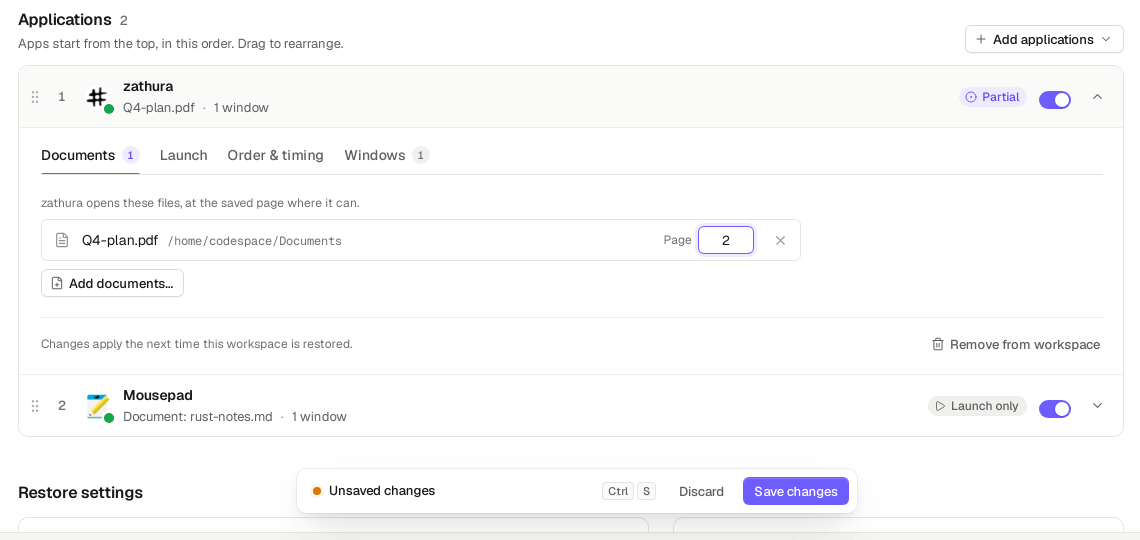 Applications 2
Apps start from the top, in this order. Drag to rearrange.
Add applications
1
zathura
Q4-plan.pdf · 1 window
Partial
Documents 1
Launch
Order & timing
Windows 1
zathura opens these files, at the saved page where it can.
Q4-plan.pdf /home/codespace/Documents
Page 2
Add documents...
Changes apply the next time this workspace is restored.
Remove from workspace
2
Mousepad
Document: rust-notes.md · 1 window
Launch only
Restore settings
Unsaved changes
Ctrl S
Discard
Save changes